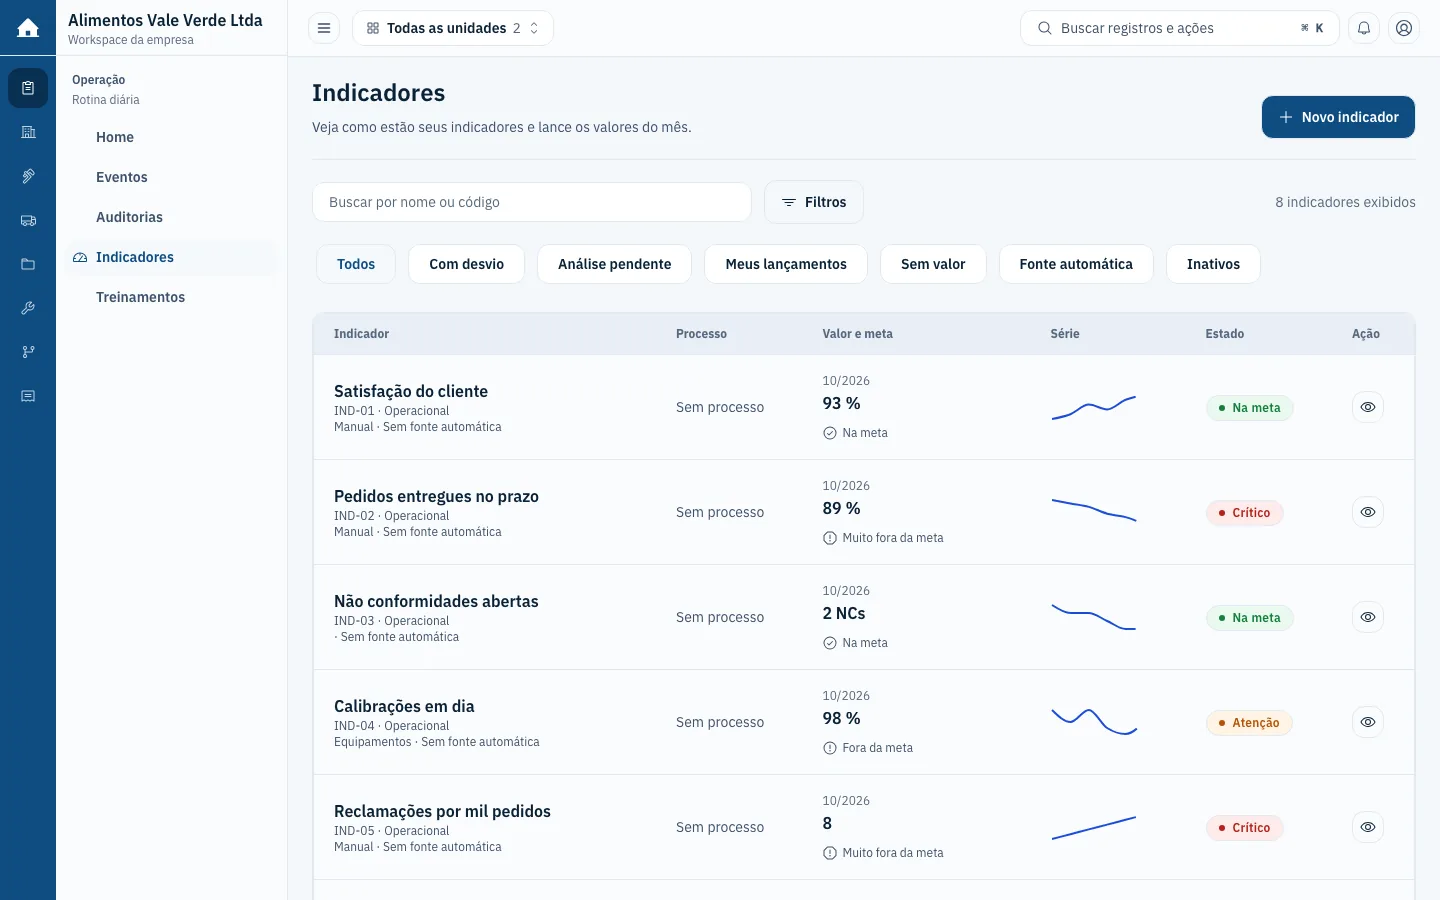 Alimentos Vale Verde Ltda
Workspace da empresa
Operação
Rotina diária
Home
Eventos
Auditorias
Indicadores
Treinamentos
Todas as unidades 2
Buscar registros e ações ⌘ K
Indicadores
Veja como estão seus indicadores e lance os valores do mês.
Novo indicador
Buscar por nome ou código
Filtros
8 indicadores exibidos
Todos
Com desvio
Análise pendente
Meus lançamentos
Sem valor
Fonte automática
Inativos
Indicador Processo Valor e meta Série Estado Ação
Satisfação do cliente
IND-01 · Operacional
Manual · Sem fonte automática
Sem processo
10/2026
93 %
Na meta
Na meta
Pedidos entregues no prazo
IND-02 · Operacional
Manual · Sem fonte automática
Sem processo
10/2026
89 %
Muito fora da meta
Crítico
Não conformidades abertas
IND-03 · Operacional
· Sem fonte automática
Sem processo
10/2026
2 NCs
Na meta
Na meta
Calibrações em dia
IND-04 · Operacional
Equipamentos · Sem fonte automática
Sem processo
10/2026
98 %
Fora da meta
Atenção
Reclamações por mil pedidos
IND-05 · Operacional
Manual · Sem fonte automática
Sem processo
10/2026
8
Muito fora da meta
Crítico